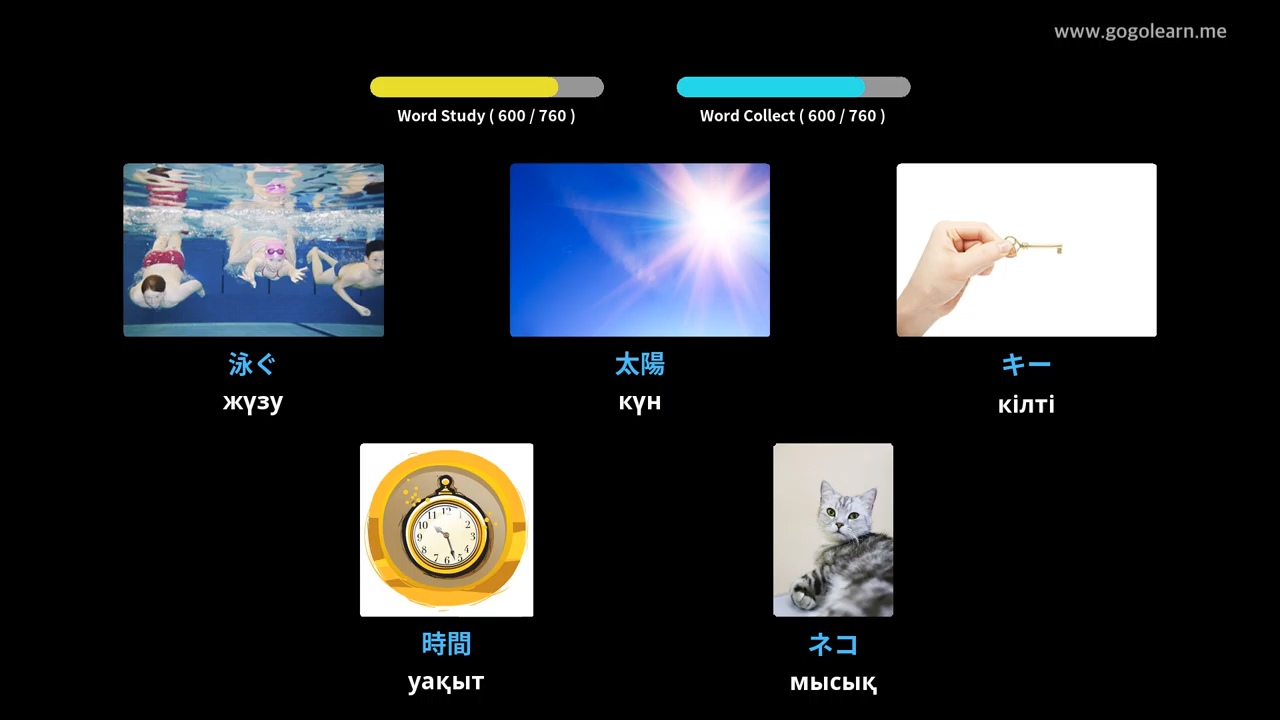 www.gogolearn.me
Word Study ( 600 / 760 )
Word Collect ( 600 / 760 )
泳ぐ
жүзу
太陽
күн
キー
кілті
時間
уақыт
ネコ
мысық